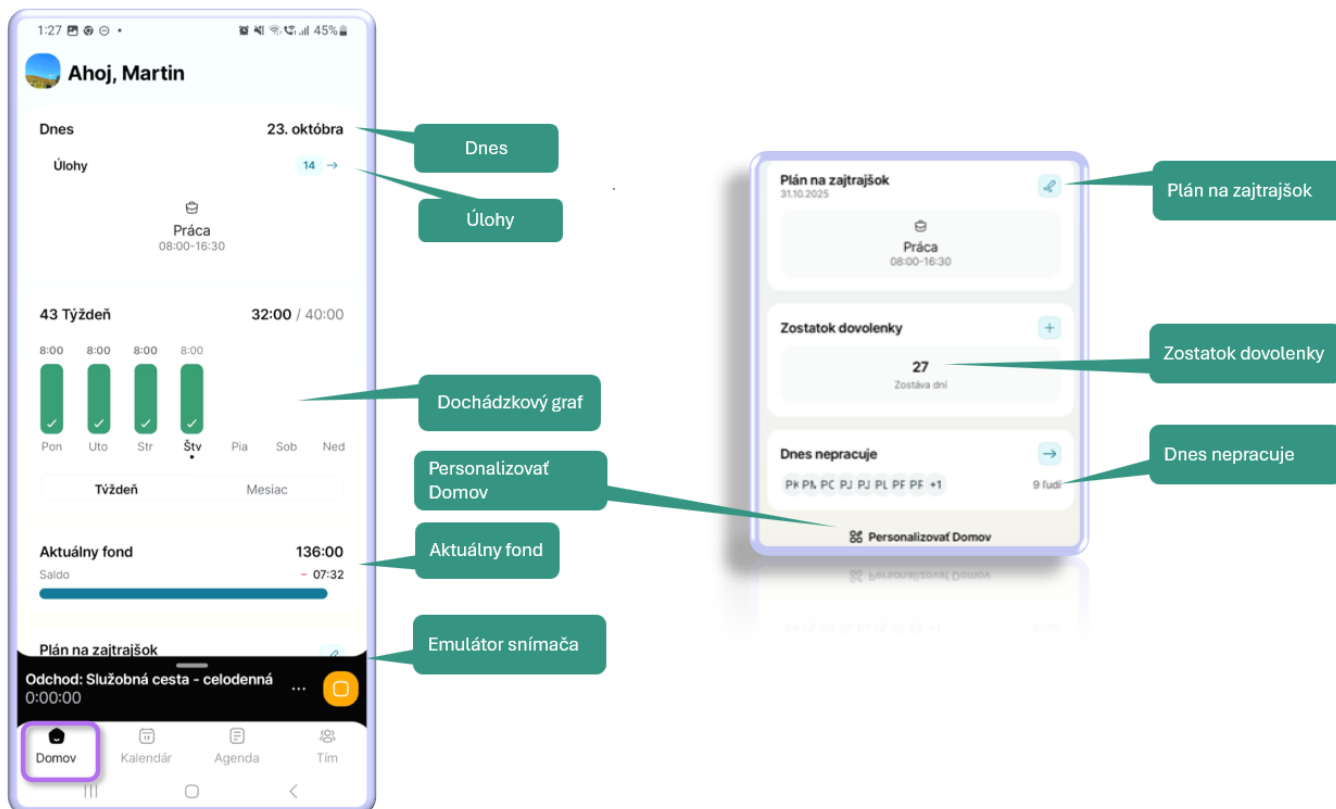 1:27
45%
Ahoj, Martin
Dnes
23. októbra
Úlohy
14
Práca
08:00-16:30
43 Týždeň
32:00 / 40:00
8:00 8:00 8:00 8:00
Pon Uto Str Štv Pia Sob Ned
Týždeň
Mesiac
Aktuálny fond
136:00
Saldo
- 07:32
Plán na zajtrajšok
Odchod: Služobná cesta - celodenná
0:00:00
Domov
Kalendár
Agenda
Tím
Dnes
Úlohy
Dochádzkový graf
Personalizovať
Domov
Aktuálny fond
Emulátor snímača
Plán na zajtrajšok
31.10.2025
Práca
08:00-16:30
Zostatok dovolenky
27
Zostáva dní
Dnes nepracuje
PJ PJ PL PF PF +1
9 ľudí
Personalizovať Domov
Plán na zajtrajšok
Zostatok dovolenky
Dnes nepracuje